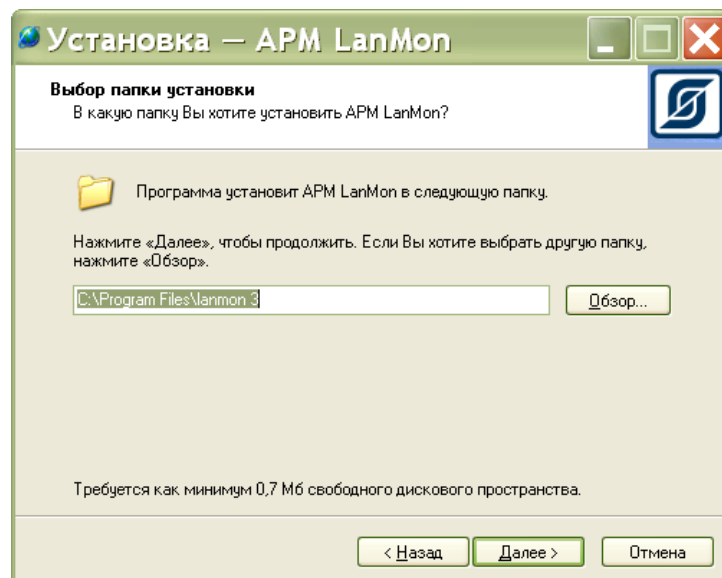 Установка — АРМ LanMon
Выбор папки установки
В какую папку Вы хотите установить АРМ LanMon?
Программа установит АРМ LanMon в следующую папку.
Нажмите «Далее», чтобы продолжить. Если Вы хотите выбрать другую папку,
нажмите «Обзор».
C:\Program Files\lanmon 3
Обзор...
Требуется как минимум 0,7 Мб свободного дискового пространства.
< Назад
Далее >
Отмена